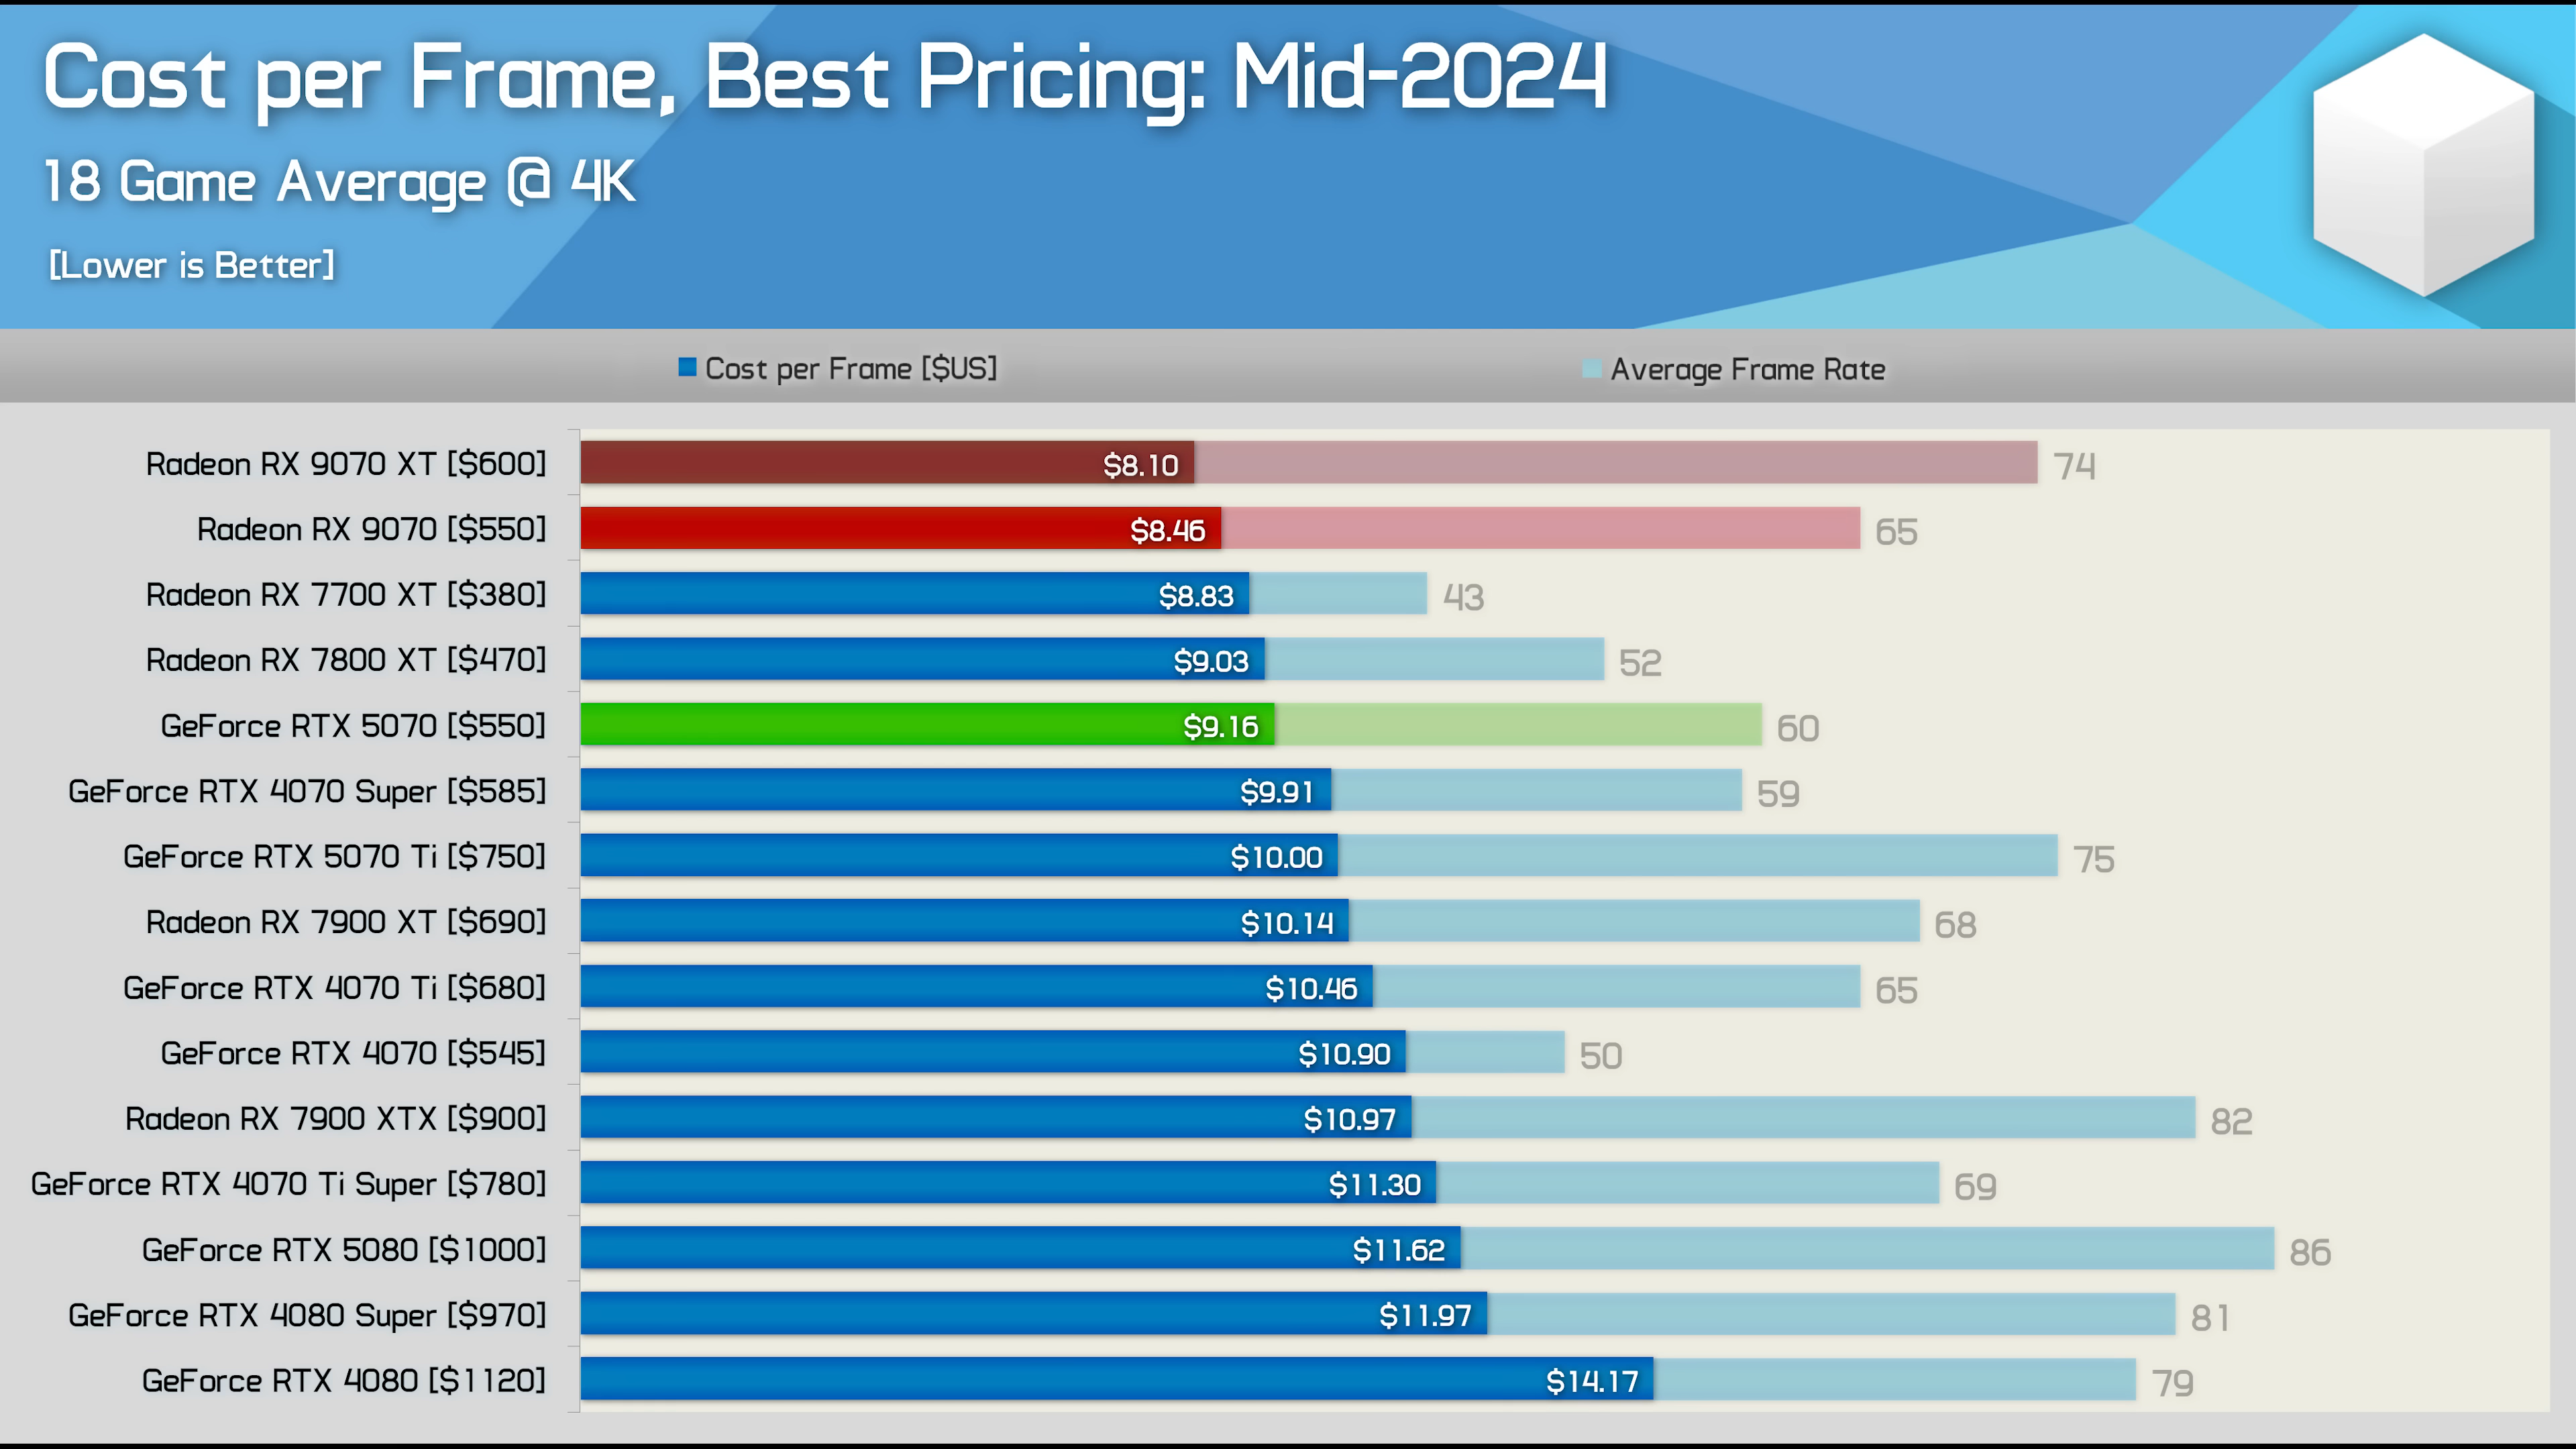 Cost per Frame, Best Pricing: Mid-2024
18 Game Average @ 4K
[Lower is Better]
Cost per Frame [$US] Average Frame Rate
Radeon RX 9070 XT [$600] $8.10 74
Radeon RX 9070 [$550] $8.46 65
Radeon RX 7700 XT [$380] $8.83 43
Radeon RX 7800 XT [$470] $9.03 52
GeForce RTX 5070 [$550] $9.16 60
GeForce RTX 4070 Super [$585] $9.91 59
GeForce RTX 5070 Ti [$750] $10.00 75
Radeon RX 7900 XT [$690] $10.14 68
GeForce RTX 4070 Ti [$680] $10.46 65
GeForce RTX 4070 [$545] $10.90 50
Radeon RX 7900 XTX [$900] $10.97 82
GeForce RTX 4070 Ti Super [$780] $11.30 69
GeForce RTX 5080 [$1000] $11.62 86
GeForce RTX 4080 Super [$970] $11.97 81
GeForce RTX 4080 [$1120] $14.17 79